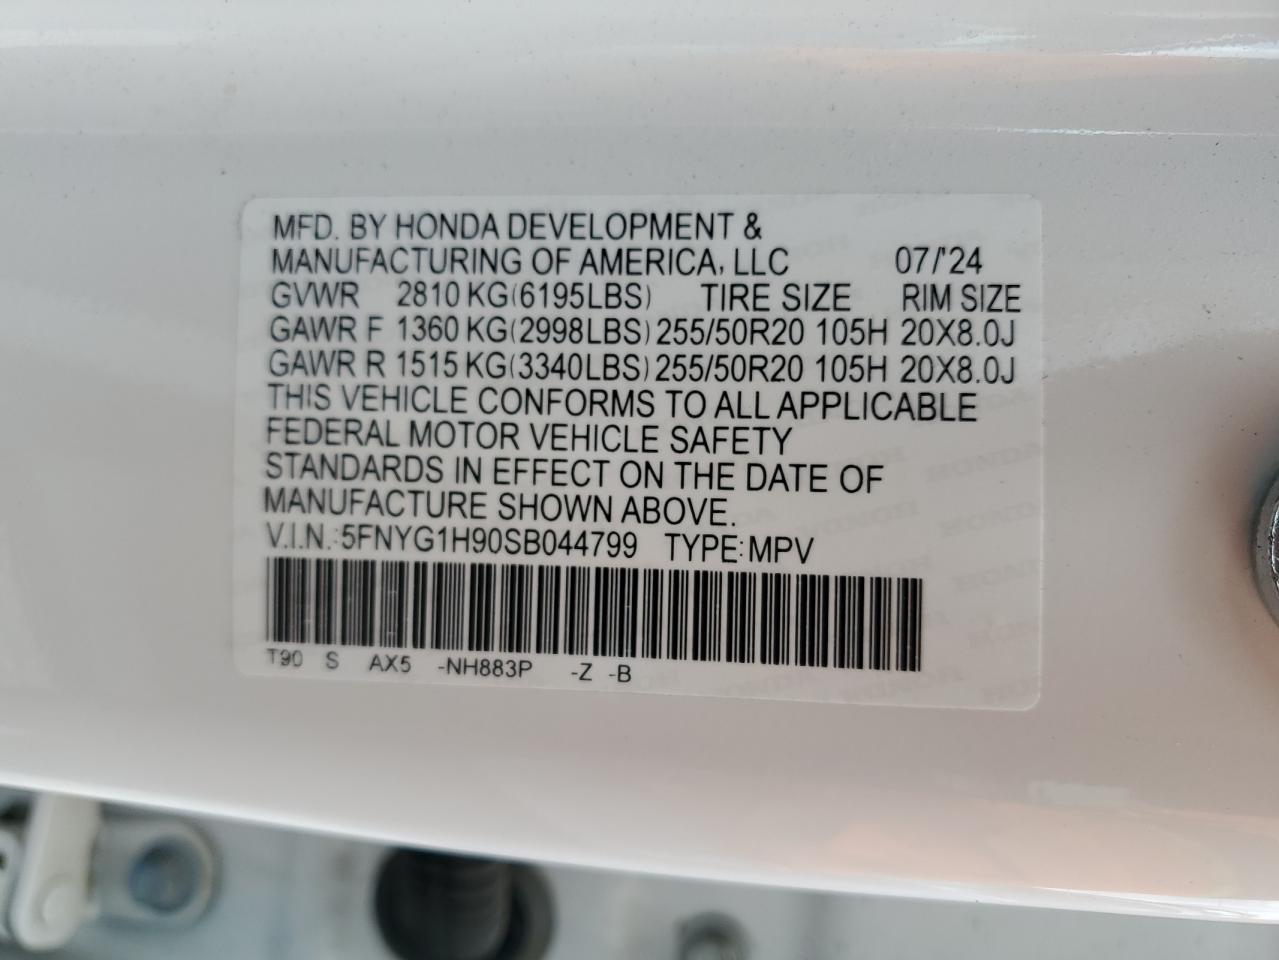 MFD. BY HONDA DEVELOPMENT &
MANUFACTURING OF AMERICA, LLC 07/'24
GVWR 2810 KG(6195LBS) TIRE SIZE RIM SIZE
GAWR F 1360 KG(2998LBS) 255/50R20 105H 20X8.0J
GAWR R 1515 KG(3340LBS) 255/50R20 105H 20X8.0J
THIS VEHICLE CONFORMS TO ALL APPLICABLE
FEDERAL MOTOR VEHICLE SAFETY
STANDARDS IN EFFECT ON THE DATE OF
MANUFACTURE SHOWN ABOVE.
V.I.N.:5FNYG1H90SB044799 TYPE:MPV
T90 S AX5 -NH883P -Z -B